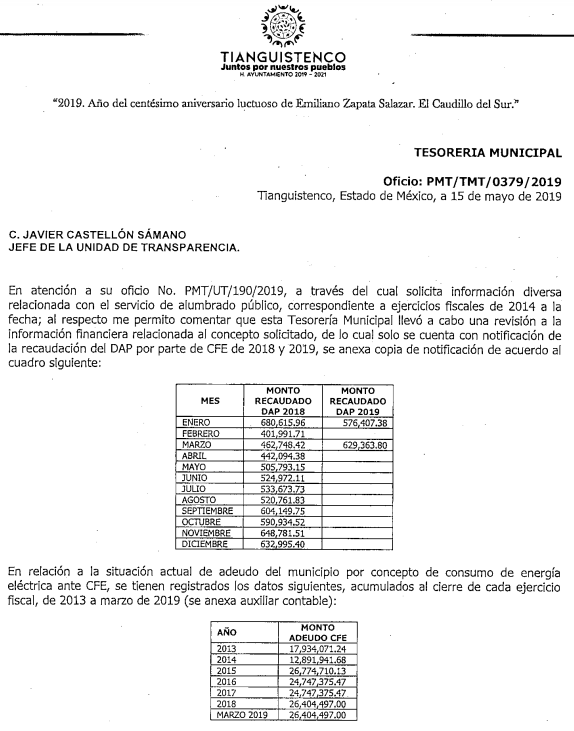 TIANGUISTENCO
Juntos por nuestros pueblos
H. AYUNTAMIENTO 2019 - 2021
"2019. Año del centésimo aniversario luctuoso de Emiliano Zapata Salazar. El Caudillo del Sur."
TESORERIA MUNICIPAL
Oficio: PMT/TMT/0379/2019
Tianguistenco, Estado de México, a 15 de mayo de 2019
C. JAVIER CASTELLÓN SÁMANO
JEFE DE LA UNIDAD DE TRANSPARENCIA.
En atención a su oficio No. PMT/UT/190/2019, a través del cual solicita información diversa
relacionada con el servicio de alumbrado público, correspondiente a ejercicios fiscales de 2014 a la
fecha; al respecto me permito comentar que esta Tesorería Municipal llevó a cabo una revisión a la
información financiera relacionada al concepto solicitado, de lo cual solo se cuenta con notificación de
la recaudación del DAP por parte de CFE de 2018 y 2019, se anexa copia de notificación de acuerdo al
cuadro siguiente:
MES MONTO RECAUDADO DAP 2018 MONTO RECAUDADO DAP 2019
ENERO 680,615.96 576,407.38
FEBRERO 401,991.71
MARZO 462,748.42 629,363.80
ABRIL 442,094.38
MAYO 505,793.15
JUNIO 524,972.11
JULIO 533,673.73
AGOSTO 520,761.83
SEPTIEMBRE 604,149.75
OCTUBRE 590,934.52
NOVIEMBRE 648,781.51
DICIEMBRE 632,995.40
En relación a la situación actual de adeudo del municipio por concepto de consumo de energía
eléctrica ante CFE, se tienen registrados los datos siguientes, acumulados al cierre de cada ejercicio
fiscal, de 2013 a marzo de 2019 (se anexa auxiliar contable):
AÑO MONTO ADEUDO CFE
2013 17,934,071.24
2014 12,891,941.68
2015 26,774,710.13
2016 24,747,375.47
2017 24,747,375.47
2018 26,404,497.00
MARZO 2019 26,404,497.00